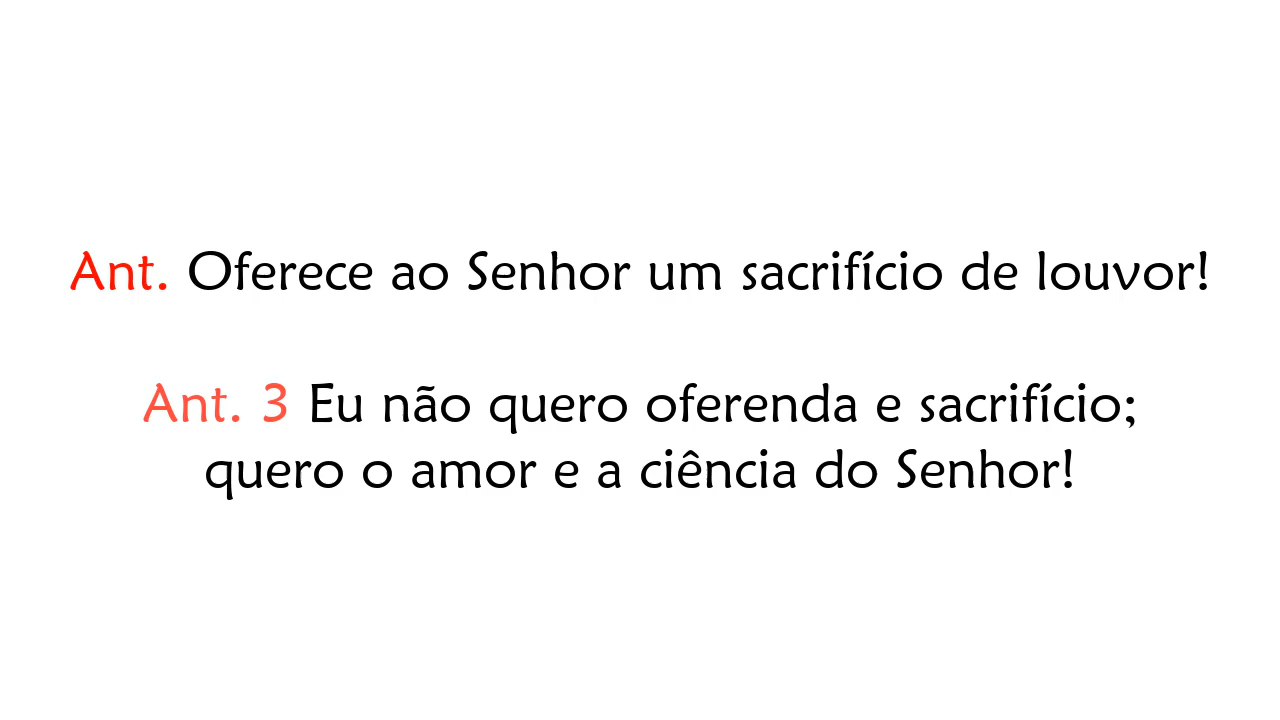 Ant. Oferece ao Senhor um sacrifício de louvor!
Ant. 3 Eu não quero oferenda e sacrifício;
quero o amor e a ciência do Senhor!